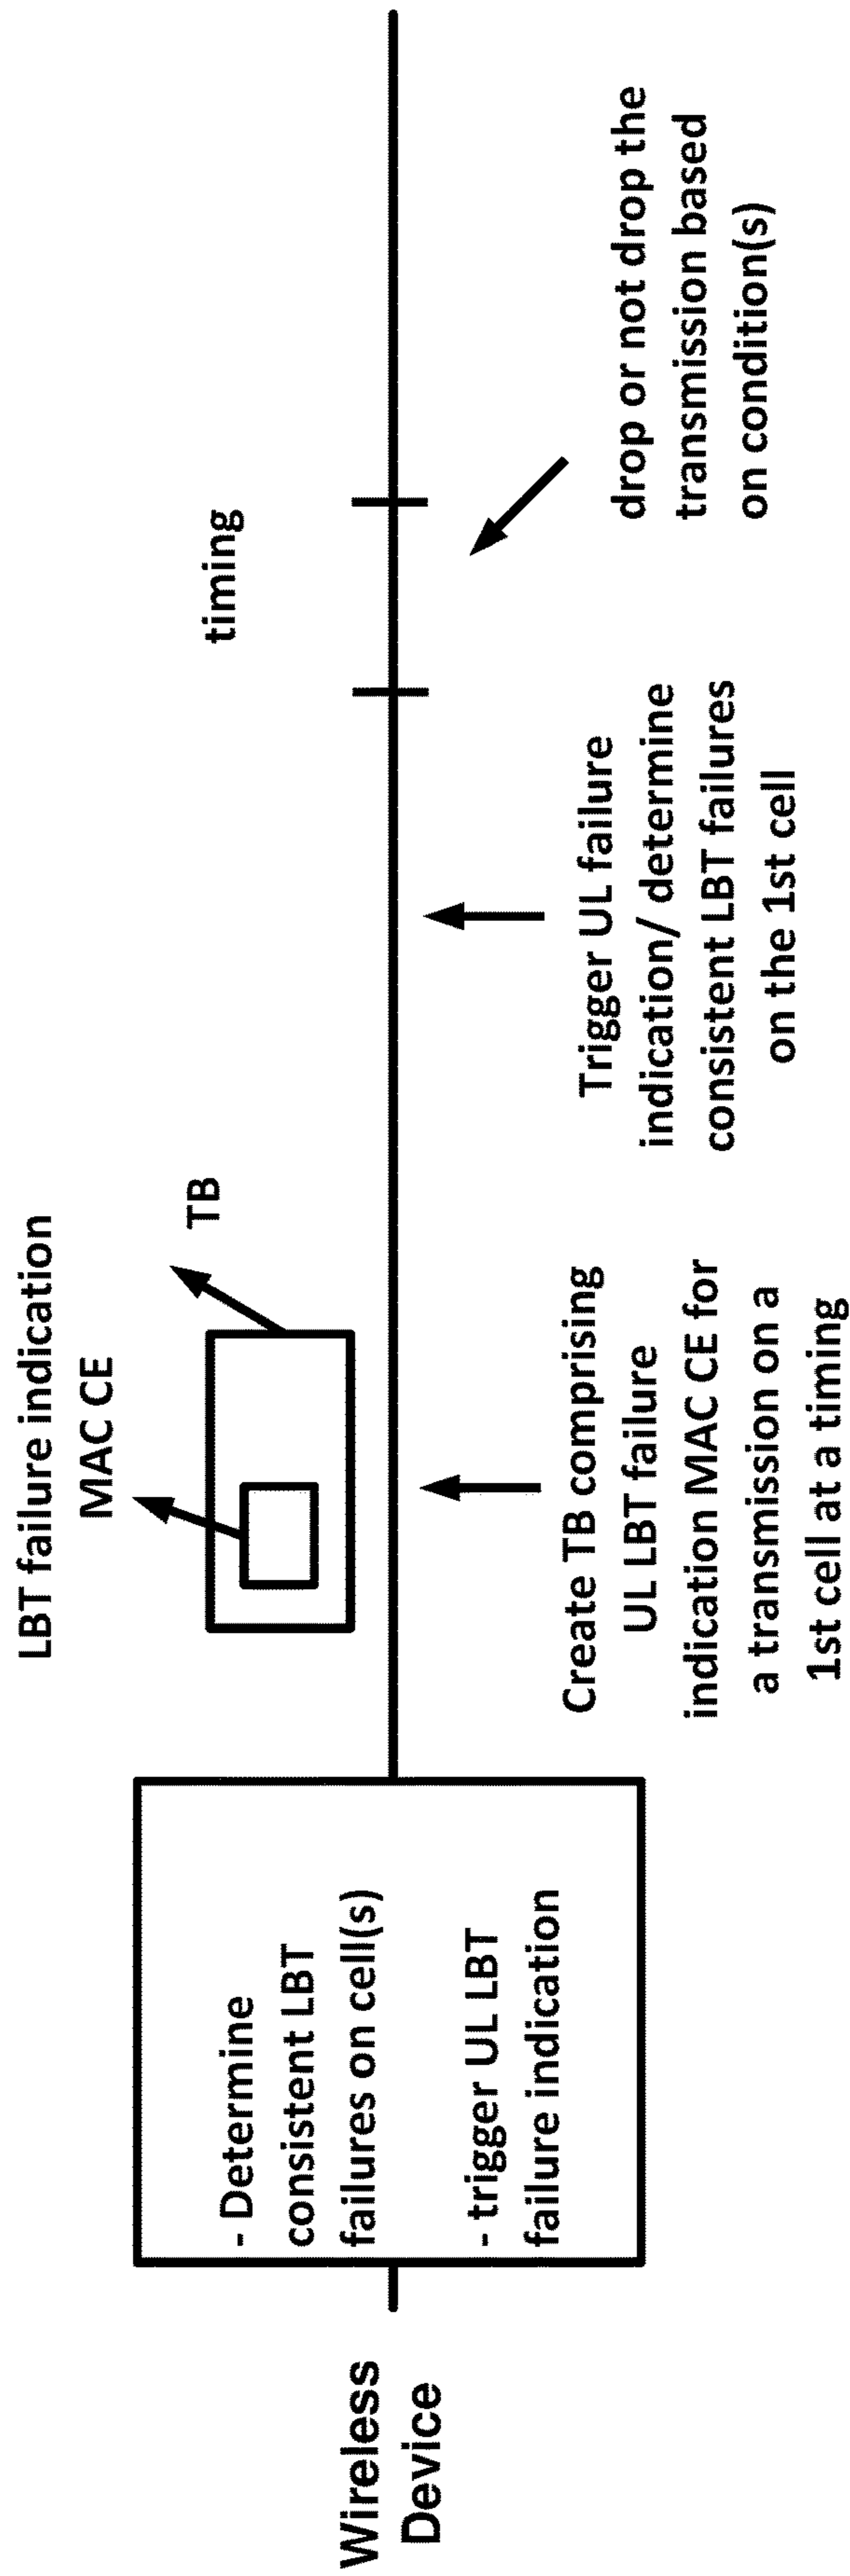 Wireless
Device
- Determine
consistent LBT
failures on cell(s)
- trigger UL LBT
failure indication
LBT failure indication
MAC CE
TB
Create TB comprising
UL LBT failure
indication MAC CE for
a transmission on a
1st cell at a timing
Trigger UL failure
indication/ determine
consistent LBT failures
on the 1st cell
timing
drop or not drop the
transmission based
on condition(s)